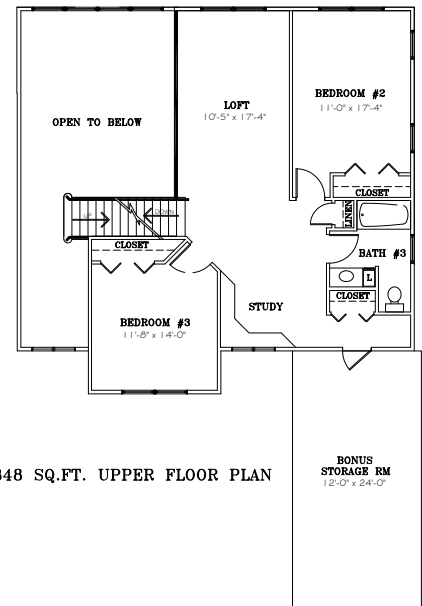 BEDROOM #2
11'-0" x 17'-4"
LOFT
10'-5" x 17'-4"
OPEN TO BELOW
CLOSET
LINEN
UP
DOWN
CLOSET
BATH #3
L
CLOSET
STUDY
BEDROOM #3
11'-8" x 14'-0"
BONUS
STORAGE RM
12'-0" x 24'-0"
SQ.FT. UPPER FLOOR PLAN